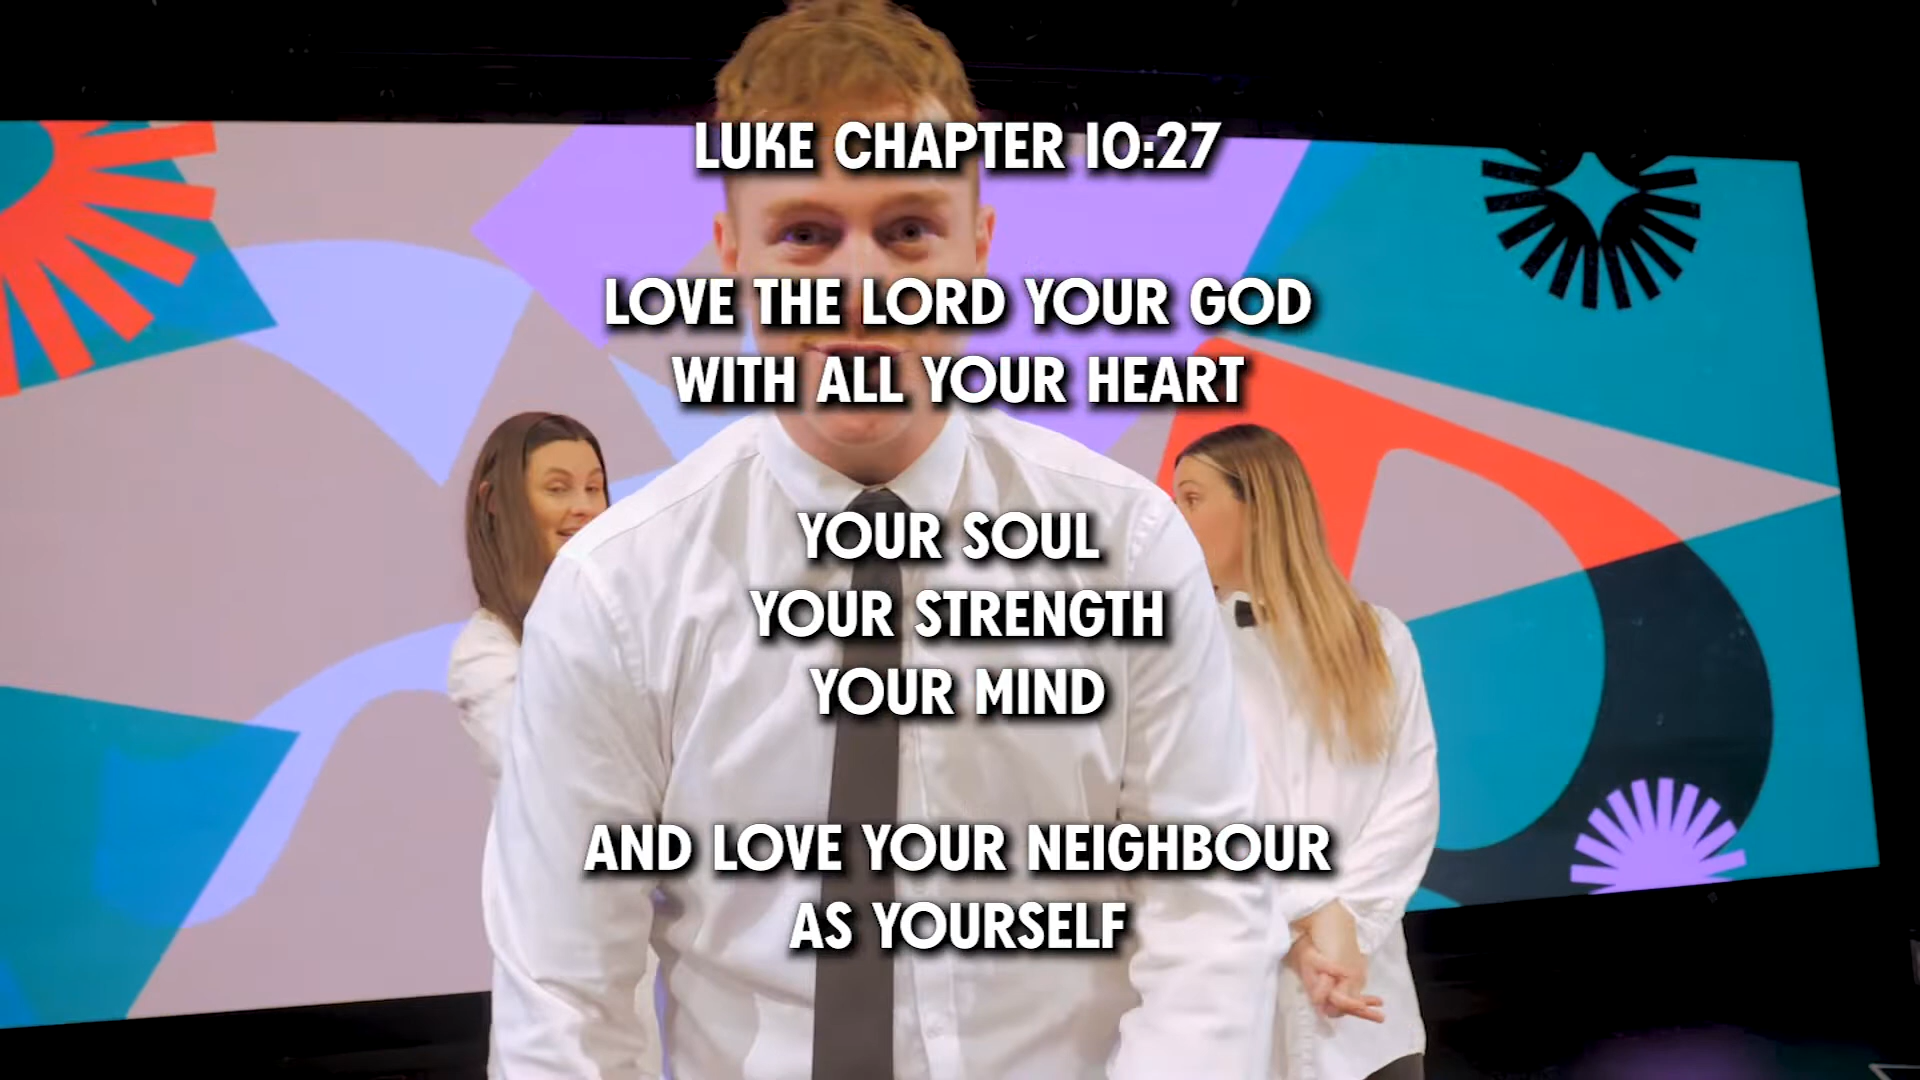 LUKE CHAPTER 10:27
LOVE THE LORD YOUR GOD
WITH ALL YOUR HEART
YOUR SOUL
YOUR STRENGTH
YOUR MIND
AND LOVE YOUR NEIGHBOUR
AS YOURSELF